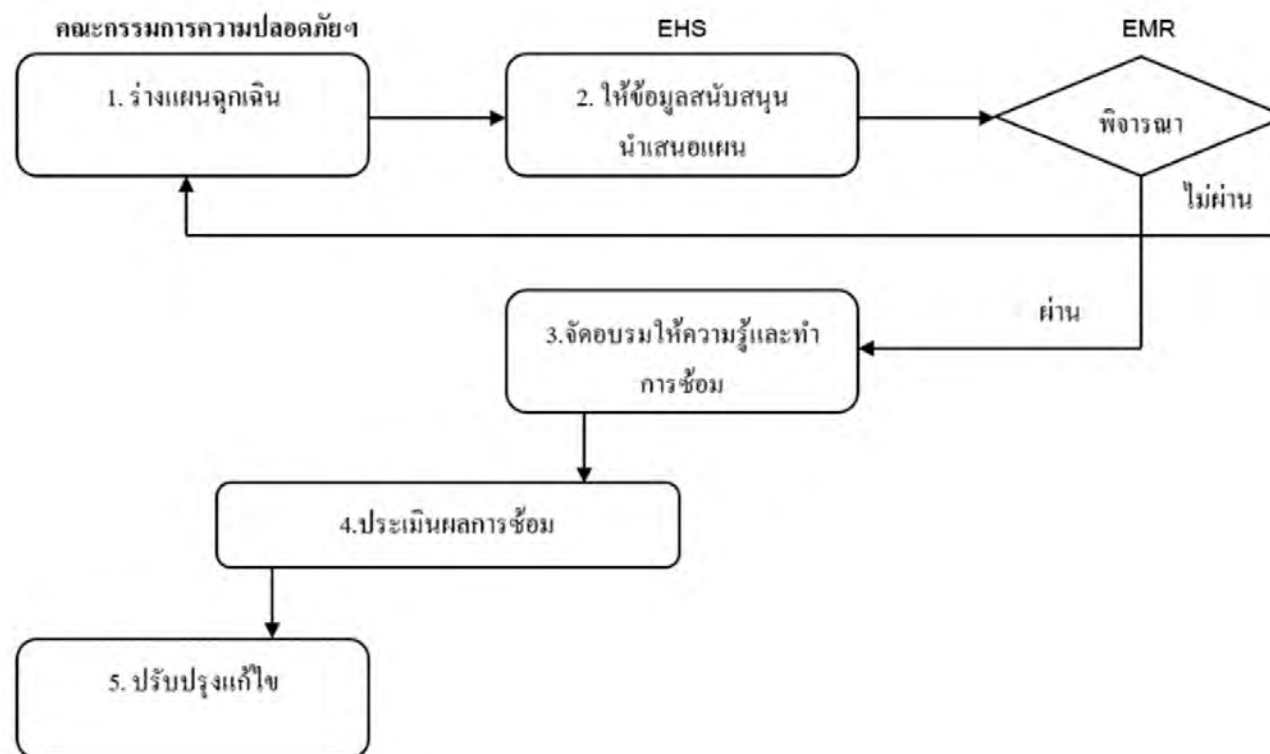 คณะกรรมการความปลอดภัยฯ
EHS
EMR
1. ร่างแผนฉุกเฉิน
2. ให้ข้อมูลสนับสนุน
นำเสนอแผน
พิจารณา
ไม่ผ่าน
ผ่าน
3.จัดอบรมให้ความรู้และทำ
การซ้อม
4.ประเมินผลการซ้อม
5. ปรับปรุงแก้ไข